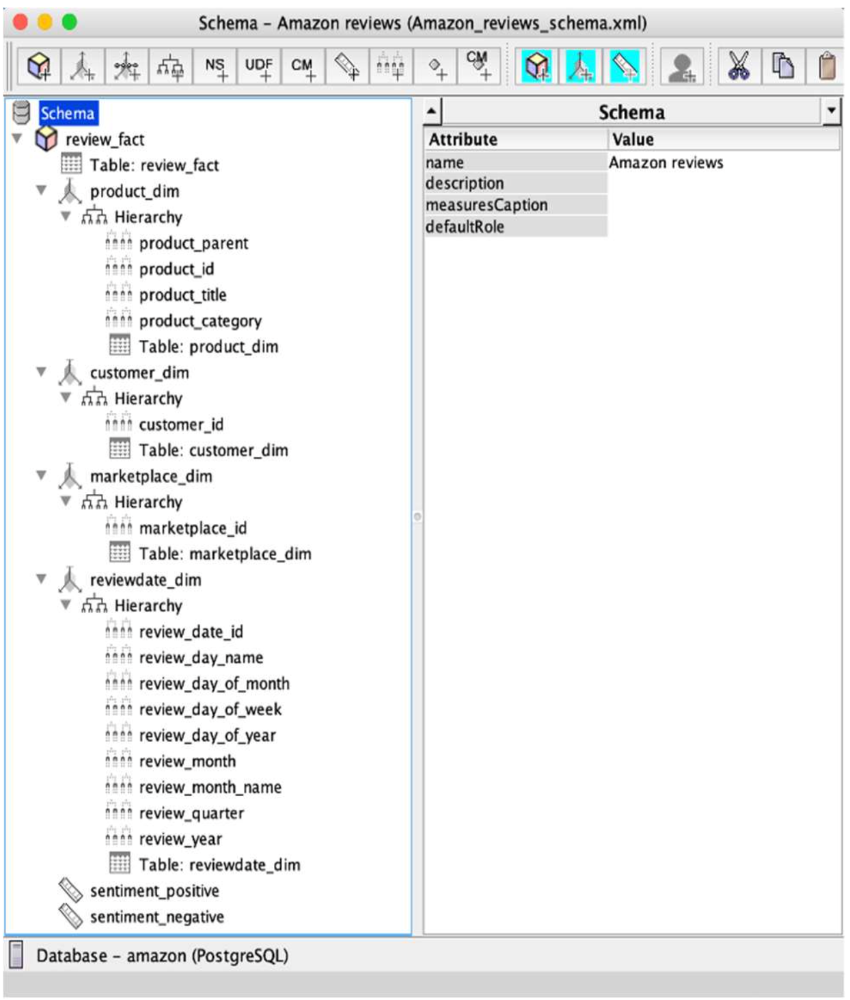 Schema – Amazon reviews (Amazon_reviews_schema.xml)
NS UDF CM CM
Schema
review_fact
Table: review_fact
product_dim
Hierarchy
product_parent
product_id
product_title
product_category
Table: product_dim
customer_dim
Hierarchy
customer_id
Table: customer_dim
marketplace_dim
Hierarchy
marketplace_id
Table: marketplace_dim
reviewdate_dim
Hierarchy
review_date_id
review_day_name
review_day_of_month
review_day_of_week
review_day_of_year
review_month
review_month_name
review_quarter
review_year
Table: reviewdate_dim
sentiment_positive
sentiment_negative
Schema
Attribute Value
name Amazon reviews
description
measuresCaption
defaultRole
Database – amazon (PostgreSQL)